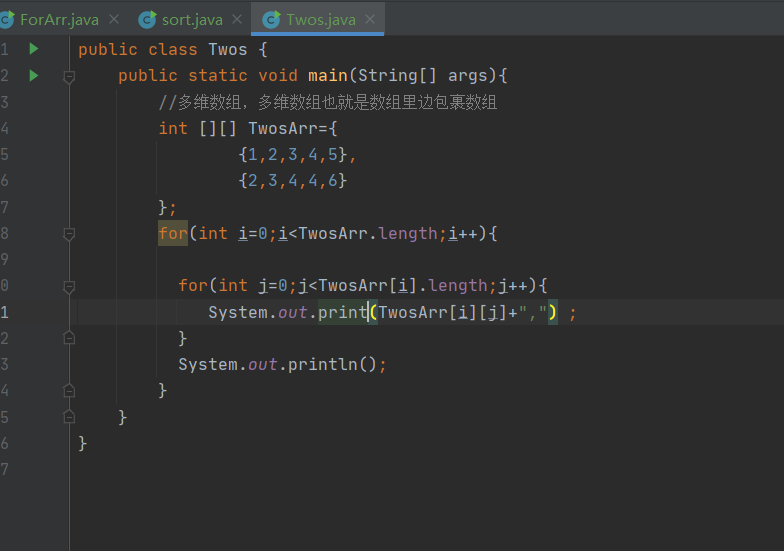 ForArr.java × sort.java × Twos.java ×
1 public class Twos {
2 public static void main(String[] args){
3 //多维数组，多维数组也就是数组里边包裹数组
4 int [][] TwosArr={
5 {1,2,3,4,5},
6 {2,3,4,4,6}
7 };
8 for(int i=0;i<TwosArr.length;i++){
9
0 for(int j=0;j<TwosArr[i].length;j++){
1 System.out.print(TwosArr[i][j]+",") ;
2 }
3 System.out.println();
4 }
5 }
6 }
7